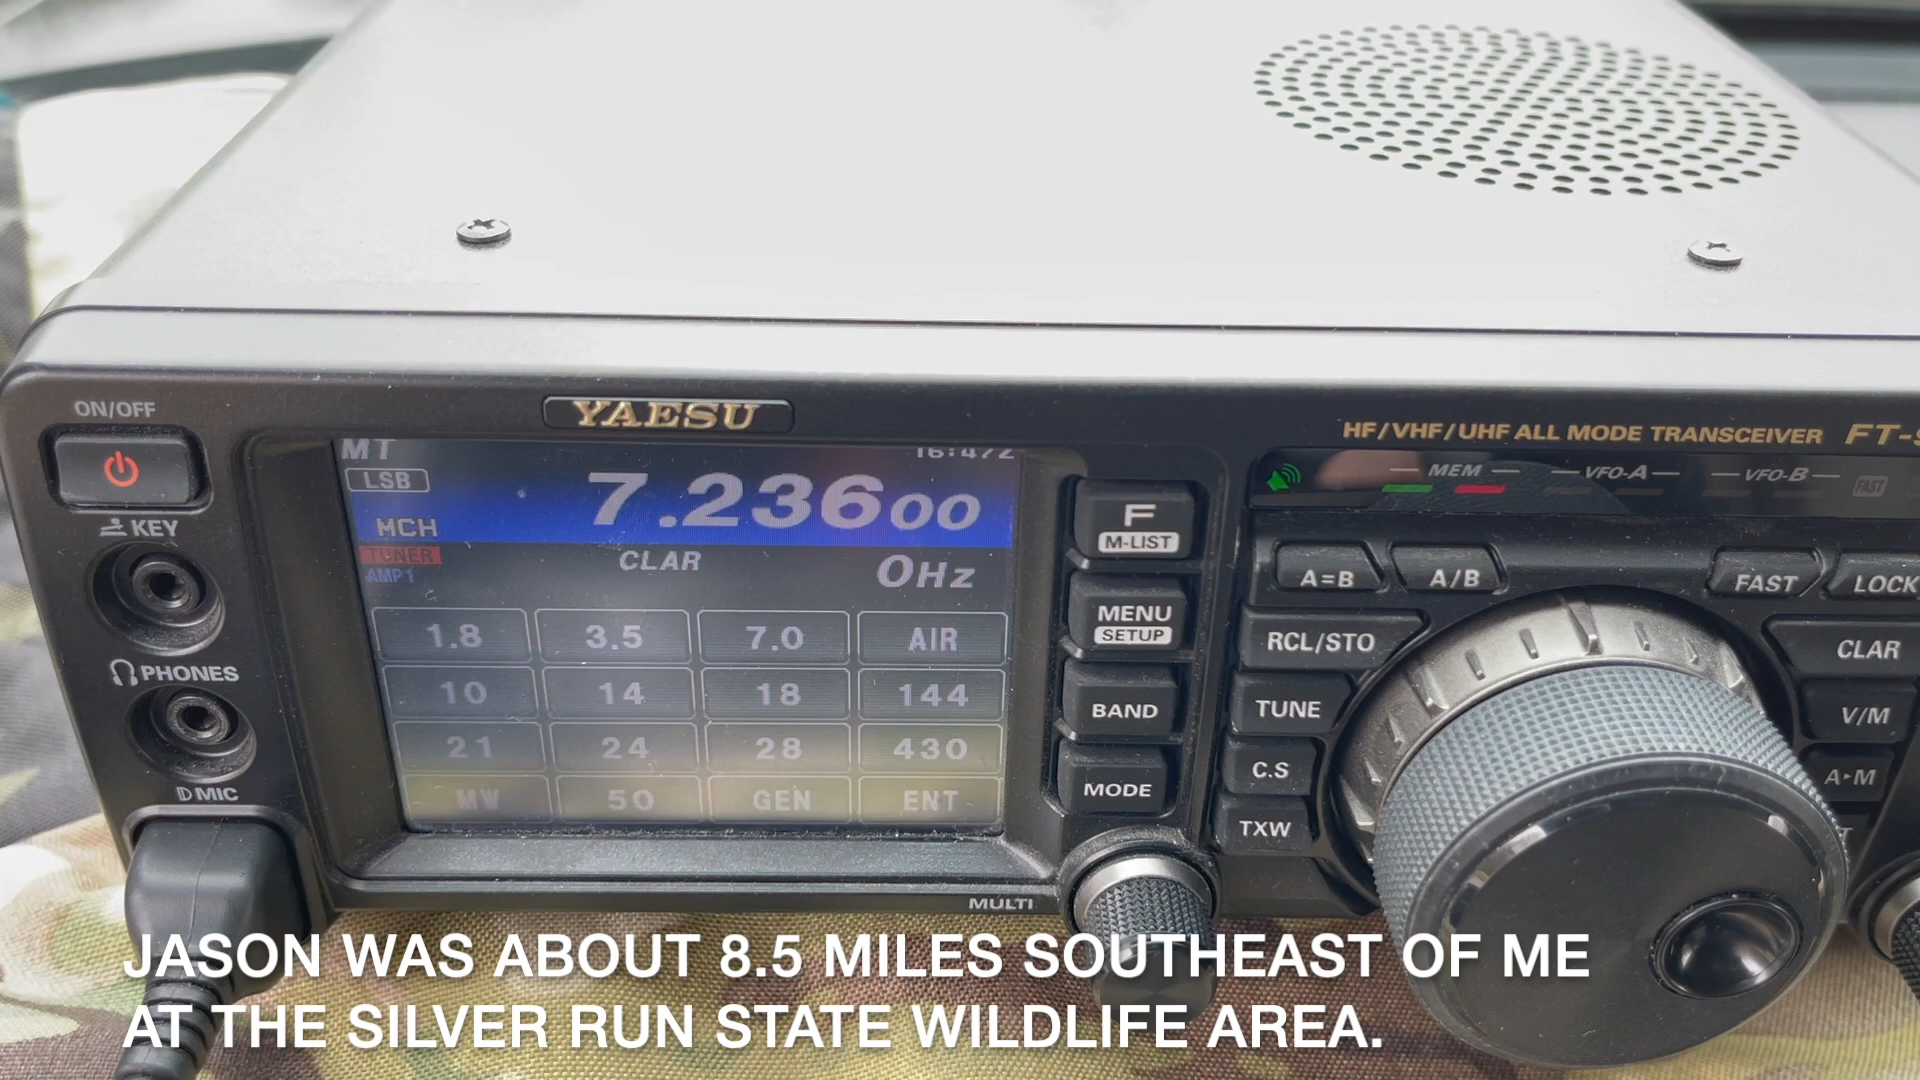 ON/OFF
YAESU
HF/VHF/UHF ALL MODE TRANSCEIVER FT-
MT
LSB
7.23600
MCH
TUNER
AMP1
CLAR
0Hz
1.8 3.5 7.0 AIR
10 14 18 144
21 24 28 430
MW 50 GEN ENT
KEY
PHONES
MIC
F
M-LIST
MENU
SETUP
BAND
MODE
MULTI
MEM VFO-A VFO-B FAST
A=B A/B FAST LOCK
RCL/STO
TUNE
C.S
TXW
CLAR
V/M
A▸M
JASON WAS ABOUT 8.5 MILES SOUTHEAST OF ME
AT THE SILVER RUN STATE WILDLIFE AREA.